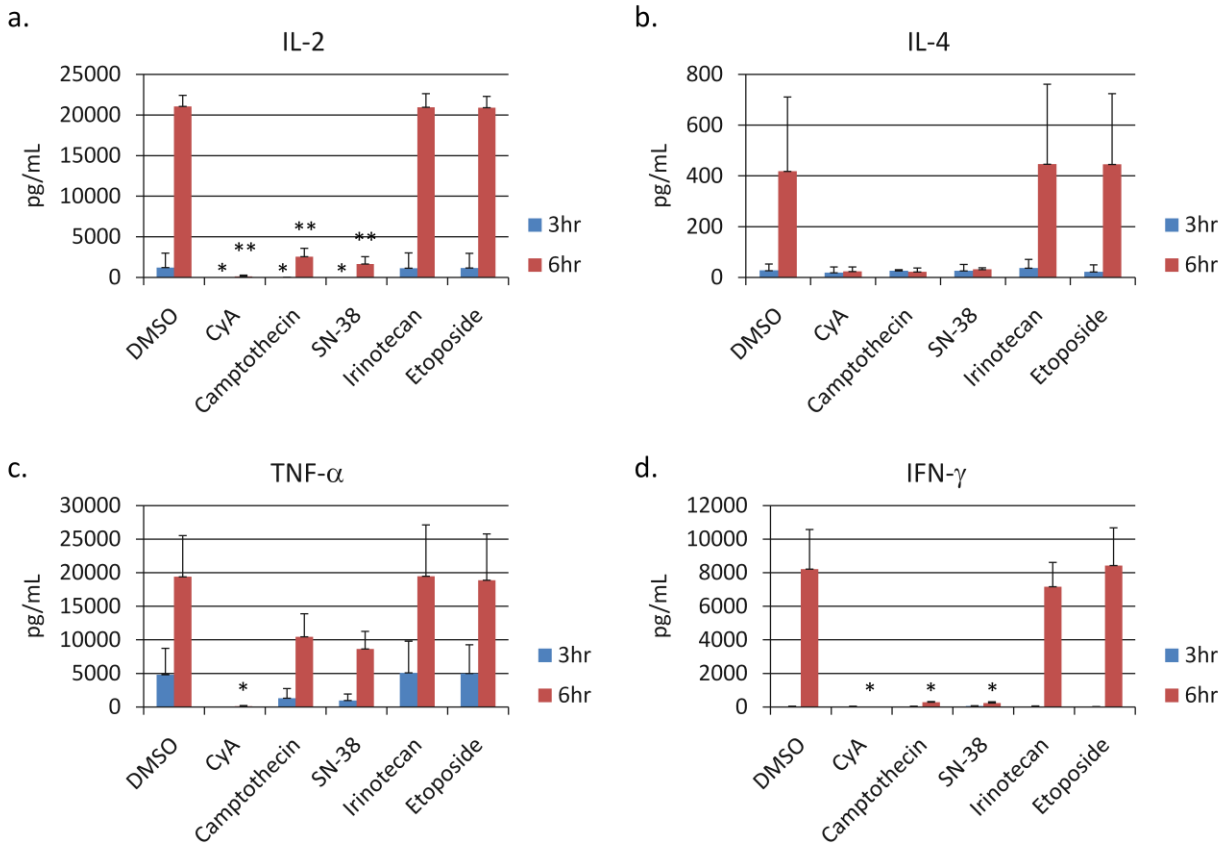 a.
IL-2
25000
20000
15000
10000
5000
0
pg/mL
* ** * ** * **
DMSO
CyA
Camptothecin
SN-38
Irinotecan
Etoposide
3hr
6hr
b.
IL-4
800
600
400
200
0
pg/mL
DMSO
CyA
Camptothecin
SN-38
Irinotecan
Etoposide
3hr
6hr
c.
TNF-α
30000
25000
20000
15000
10000
5000
0
pg/mL
*
DMSO
CyA
Camptothecin
SN-38
Irinotecan
Etoposide
3hr
6hr
d.
IFN-γ
12000
10000
8000
6000
4000
2000
0
pg/mL
* * *
DMSO
CyA
Camptothecin
SN-38
Irinotecan
Etoposide
3hr
6hr